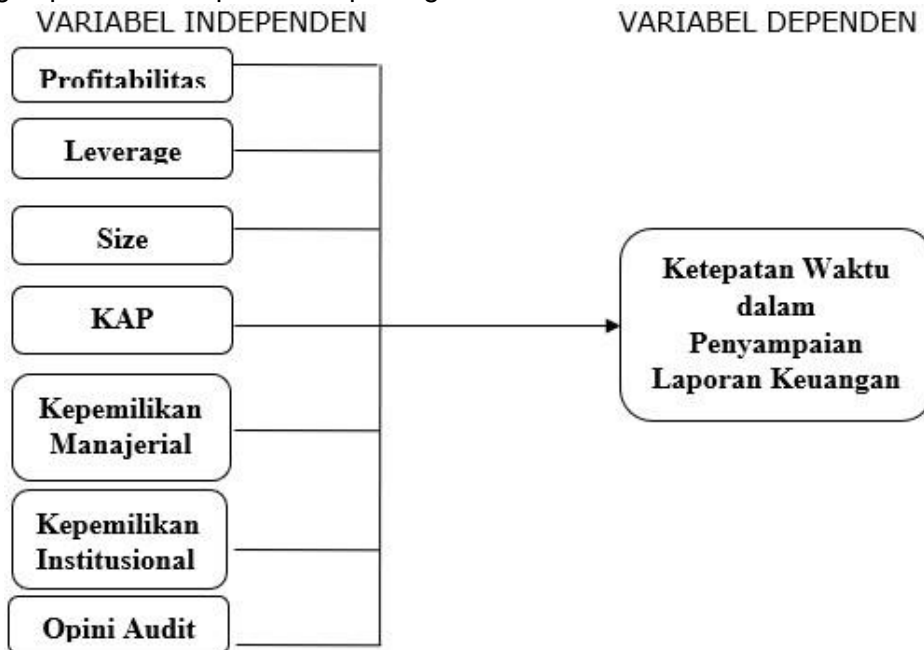 VARIABEL INDEPENDEN
VARIABEL DEPENDEN
Profitabilitas
Leverage
Size
KAP
Kepemilikan
Manajerial
Kepemilikan
Institusional
Opini Audit
Ketepatan Waktu
dalam
Penyampaian
Laporan Keuangan